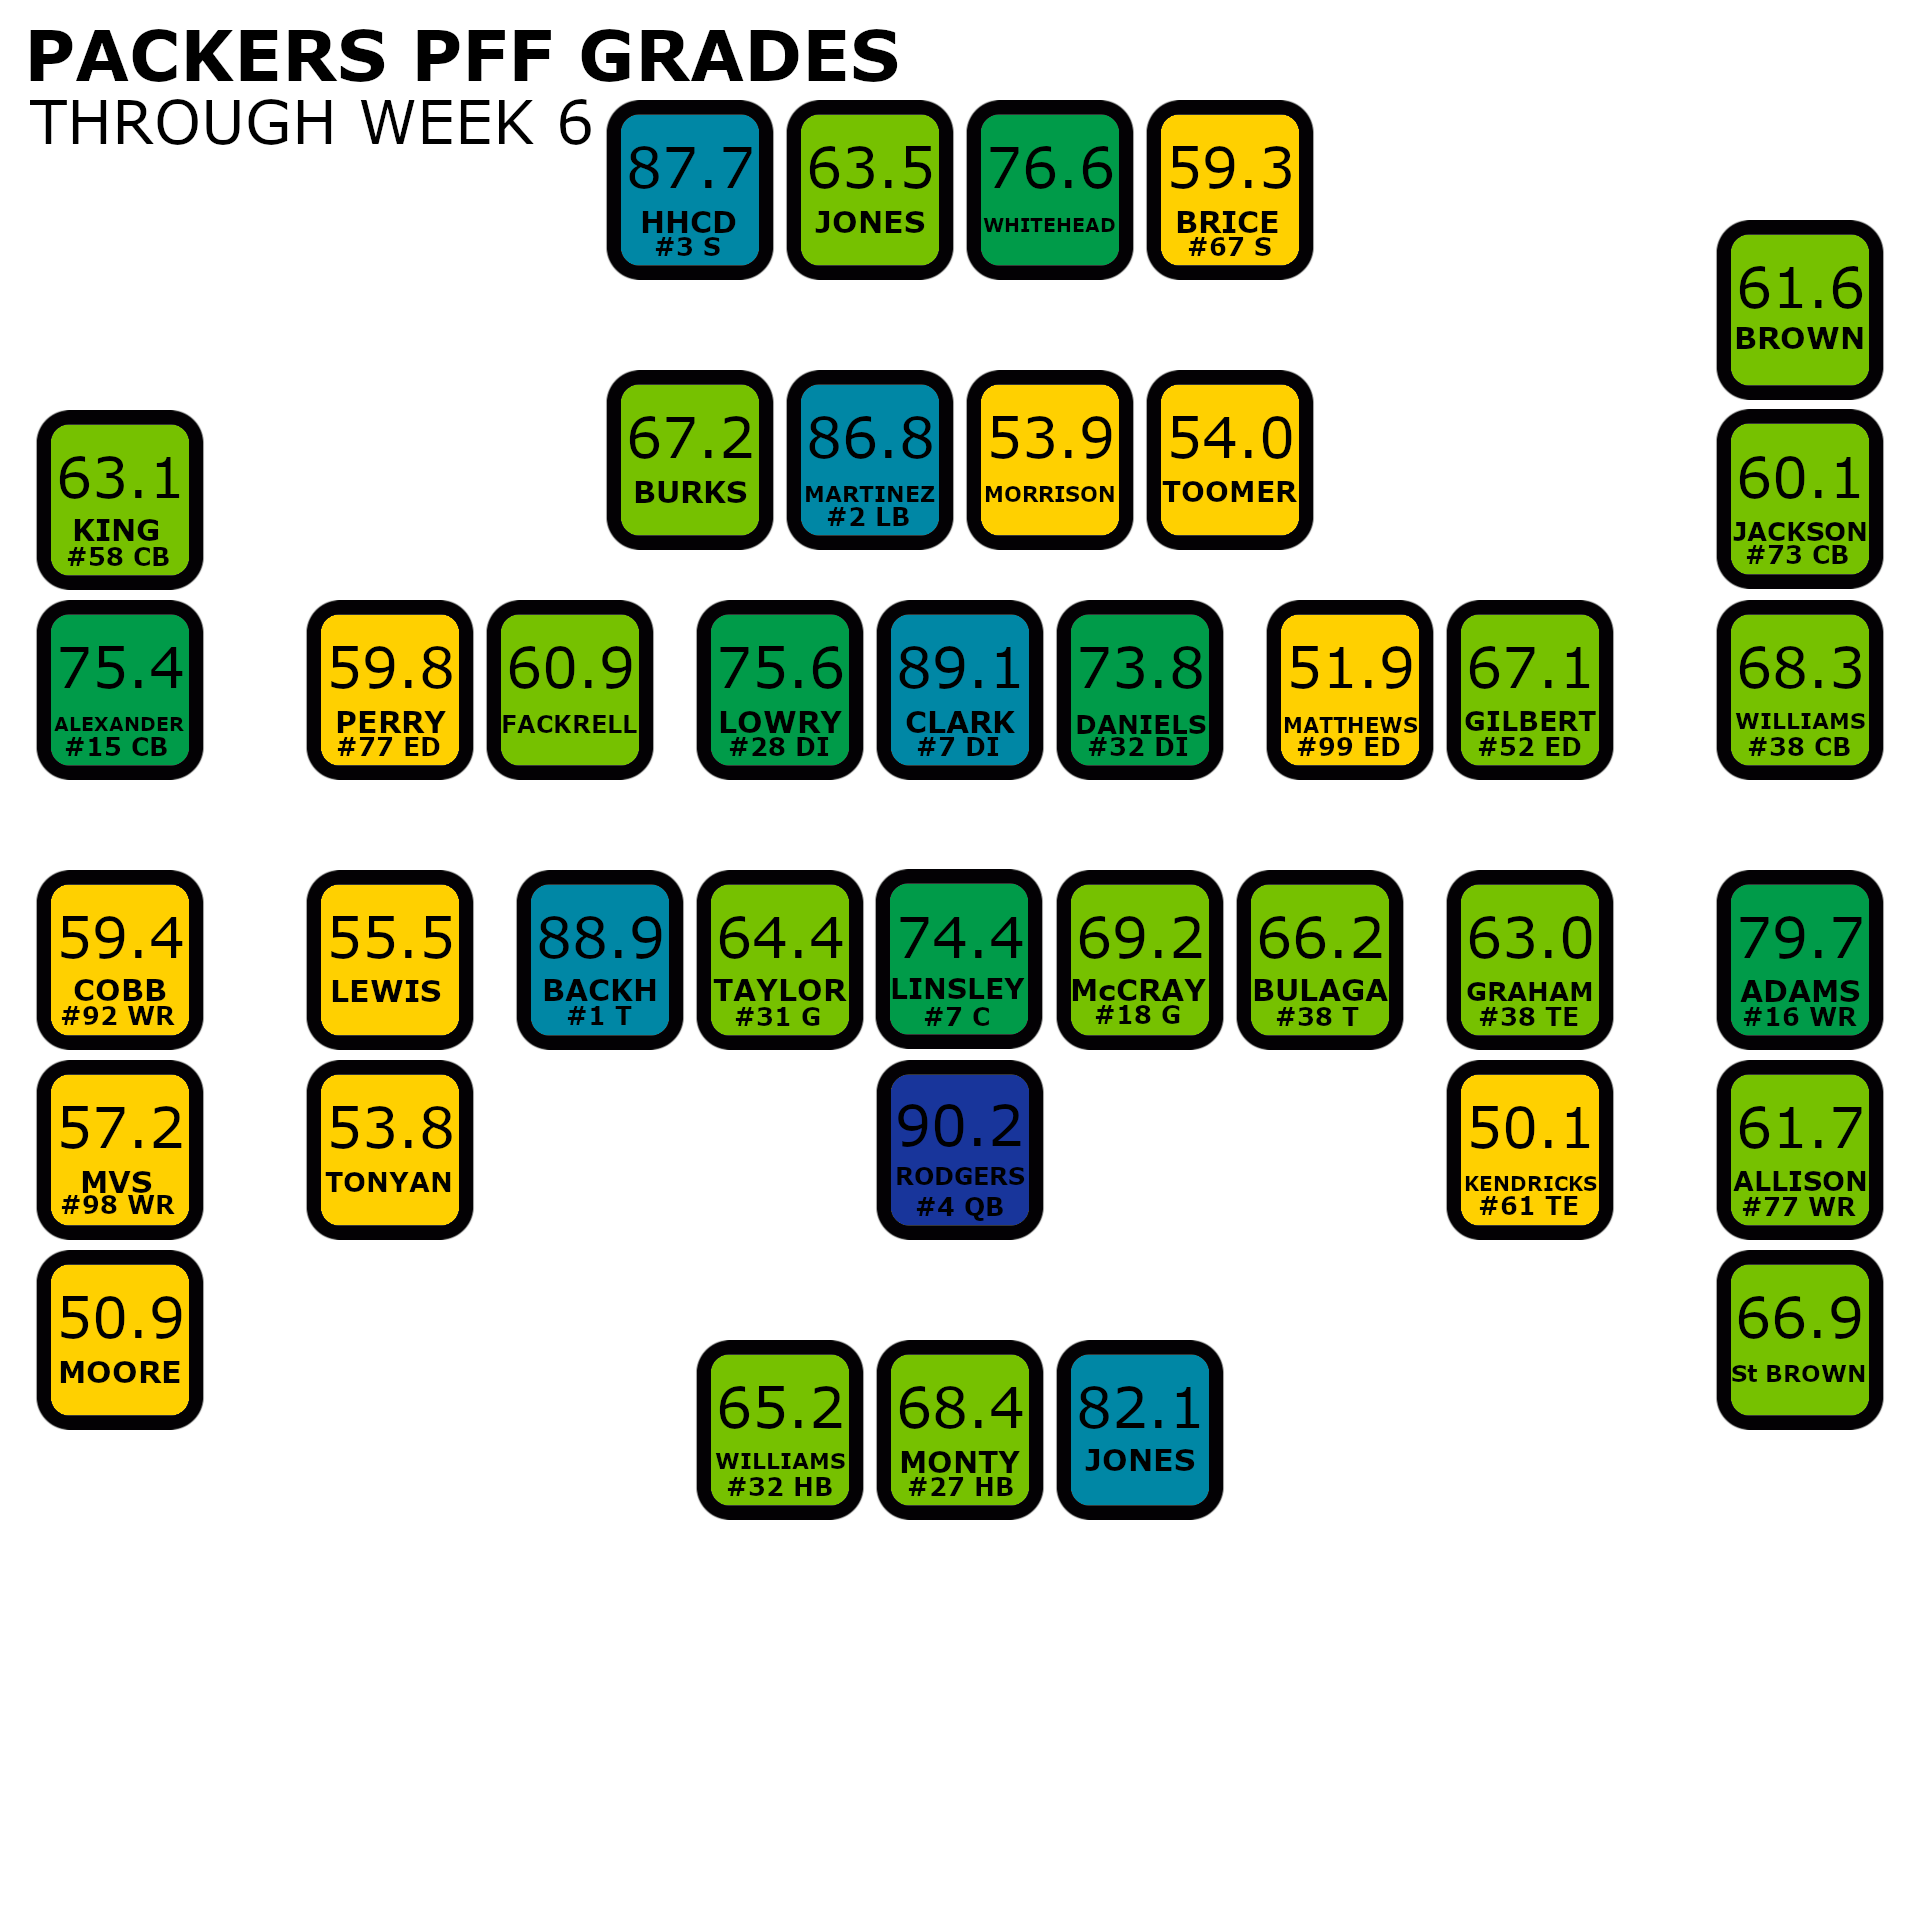 PACKERS PFF GRADES
THROUGH WEEK 6
87.7
HHCD
#3 S
63.5
JONES
76.6
WHITEHEAD
59.3
BRICE
#67 S
61.6
BROWN
67.2
BURKS
86.8
MARTINEZ
#2 LB
53.9
MORRISON
54.0
TOOMER
63.1
KING
#58 CB
60.1
JACKSON
#73 CB
75.4
ALEXANDER
#15 CB
59.8
PERRY
#77 ED
60.9
FACKRELL
75.6
LOWRY
#28 DI
89.1
CLARK
#7 DI
73.8
DANIELS
#32 DI
51.9
MATTHEWS
#99 ED
67.1
GILBERT
#52 ED
68.3
WILLIAMS
#38 CB
59.4
COBB
#92 WR
55.5
LEWIS
88.9
BACKH
#1 T
64.4
TAYLOR
#31 G
74.4
LINSLEY
#7 C
69.2
McCRAY
#18 G
66.2
BULAGA
#38 T
63.0
GRAHAM
#38 TE
79.7
ADAMS
#16 WR
57.2
MVS
#98 WR
53.8
TONYAN
90.2
RODGERS
#4 QB
50.1
KENDRICKS
#61 TE
61.7
ALLISON
#77 WR
50.9
MOORE
66.9
St BROWN
65.2
WILLIAMS
#32 HB
68.4
MONTY
#27 HB
82.1
JONES